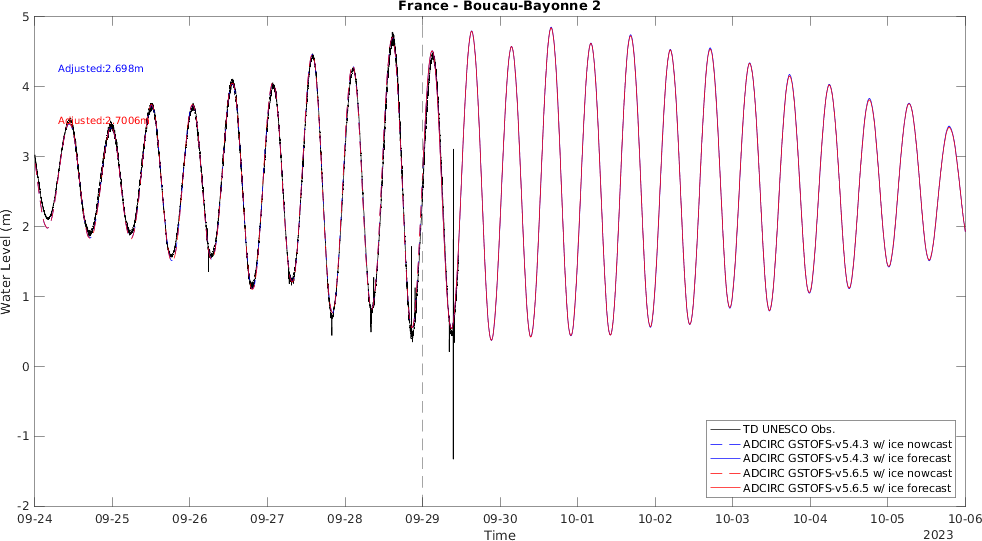 France - Boucau-Bayonne 2
5
4
3
2
1
0
-1
-2
Water Level (m)
Adjusted:2.698m
Adjusted:2.7006m
TD UNESCO Obs.
ADCIRC GSTOFS-v5.4.3 w/ ice nowcast
ADCIRC GSTOFS-v5.4.3 w/ ice forecast
ADCIRC GSTOFS-v5.6.5 w/ ice nowcast
ADCIRC GSTOFS-v5.6.5 w/ ice forecast
09-24 09-25 09-26 09-27 09-28 09-29 09-30 10-01 10-02 10-03 10-04 10-05 10-06
Time
2023